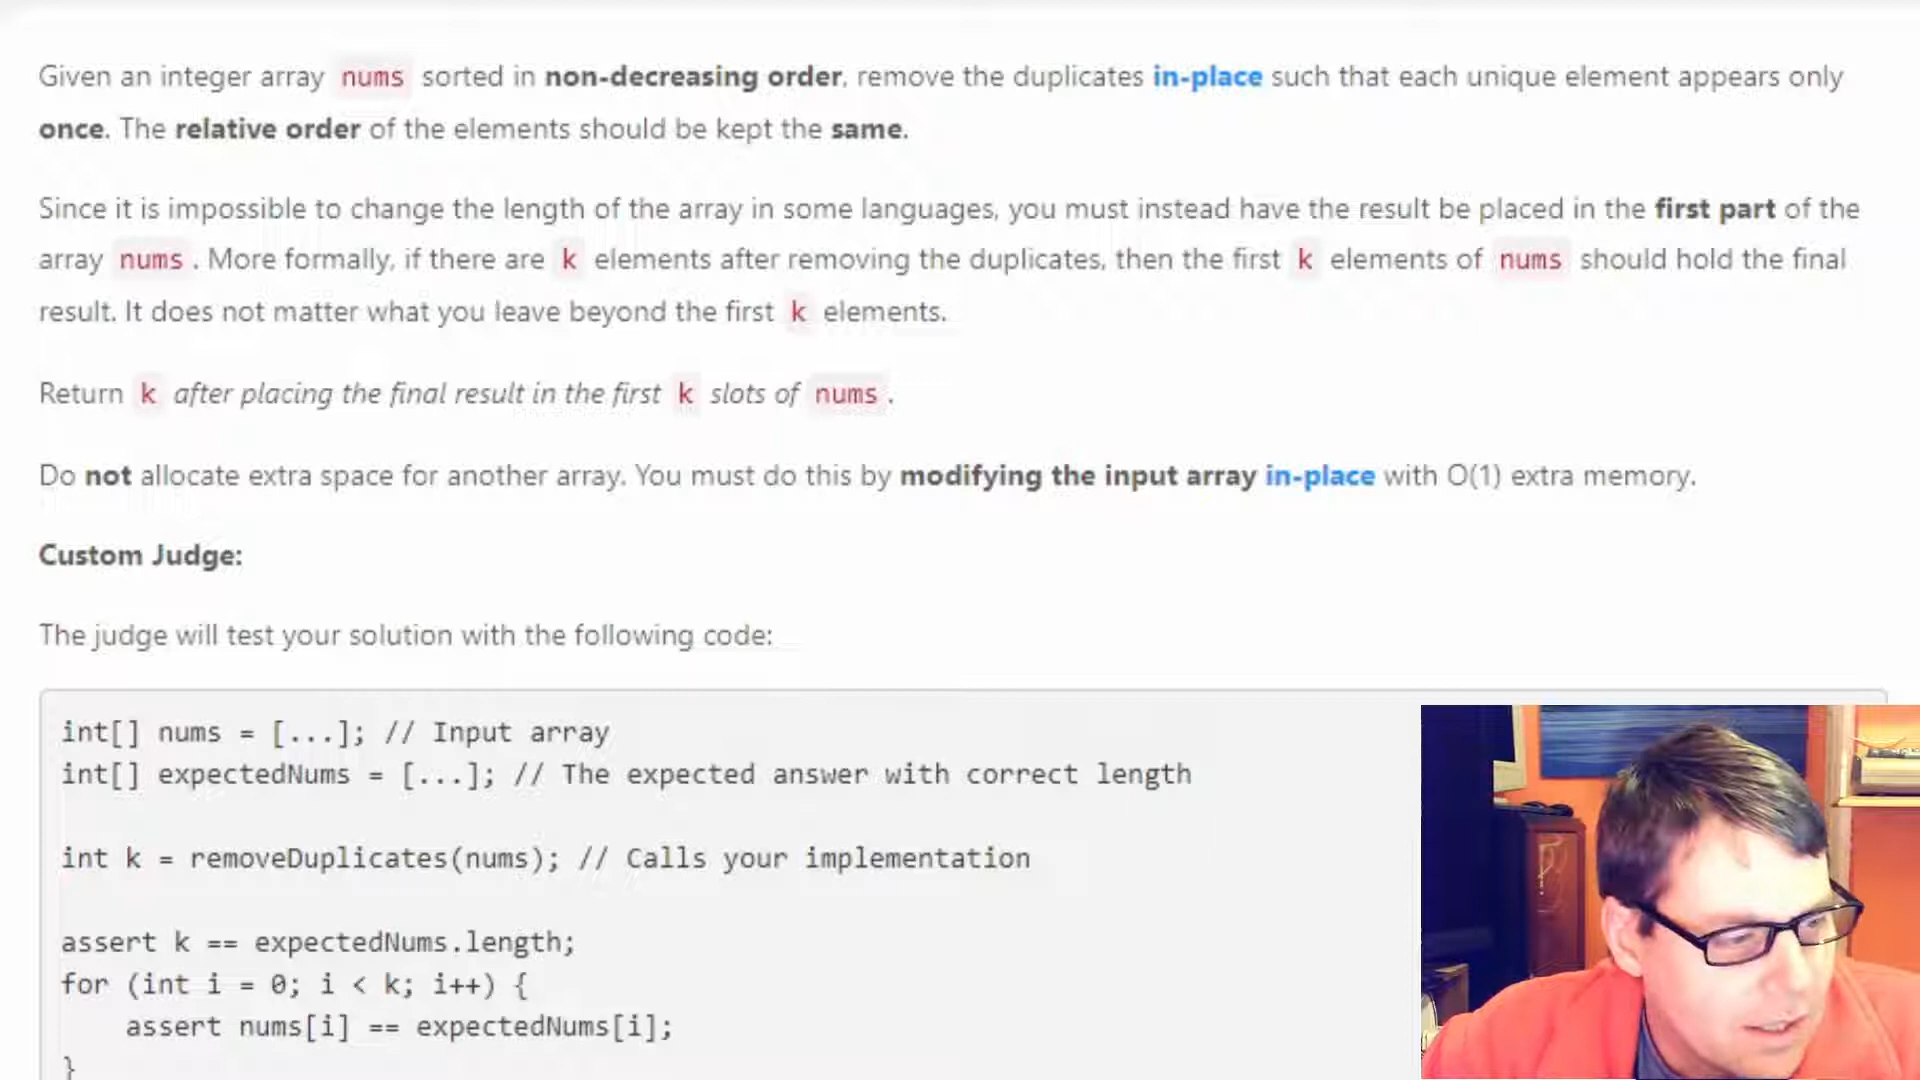 Given an integer array nums sorted in non-decreasing order, remove the duplicates in-place such that each unique element appears only
once. The relative order of the elements should be kept the same.
Since it is impossible to change the length of the array in some languages, you must instead have the result be placed in the first part of the
array nums . More formally, if there are k elements after removing the duplicates, then the first k elements of nums should hold the final
result. It does not matter what you leave beyond the first k elements.
Return k after placing the final result in the first k slots of nums .
Do not allocate extra space for another array. You must do this by modifying the input array in-place with O(1) extra memory.
Custom Judge:
The judge will test your solution with the following code:
int[] nums = [...]; // Input array
int[] expectedNums = [...]; // The expected answer with correct length
int k = removeDuplicates(nums); // Calls your implementation
assert k == expectedNums.length;
for (int i = 0; i < k; i++) {
    assert nums[i] == expectedNums[i];
}